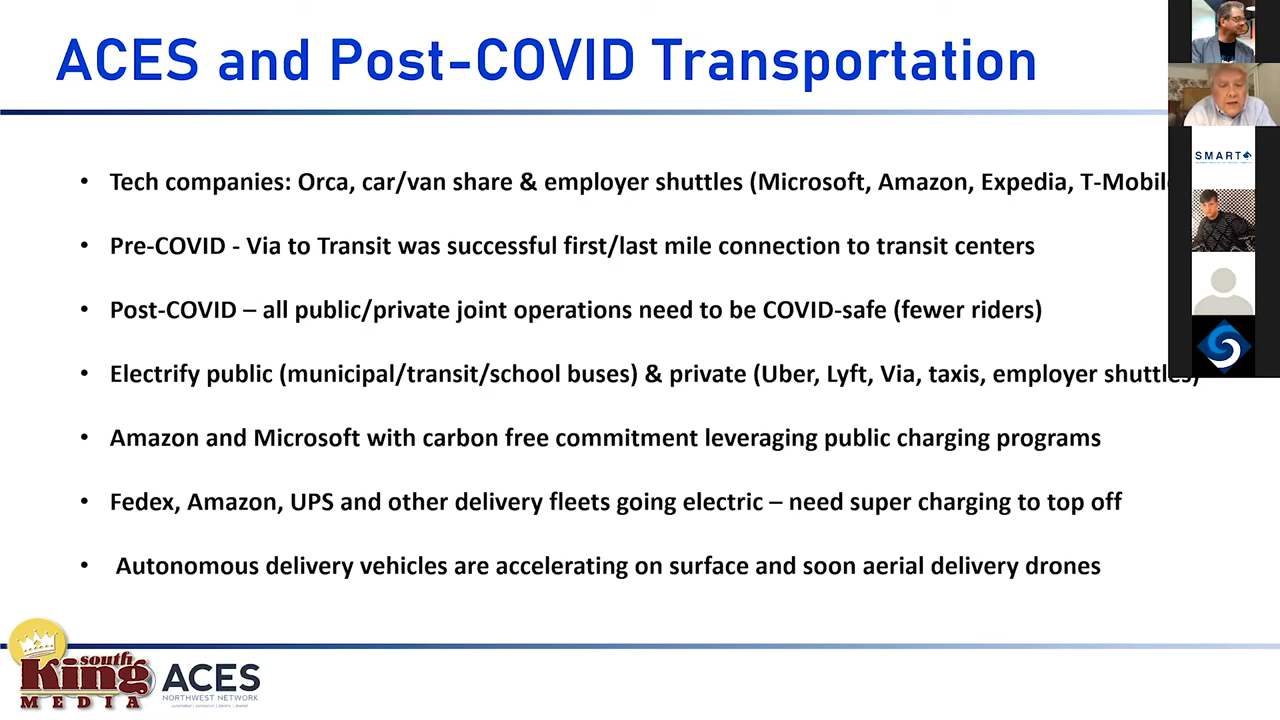 ACES and Post-COVID Transportation
• Tech companies: Orca, car/van share & employer shuttles (Microsoft, Amazon, Expedia, T-Mobil
• Pre-COVID - Via to Transit was successful first/last mile connection to transit centers
• Post-COVID – all public/private joint operations need to be COVID-safe (fewer riders)
• Electrify public (municipal/transit/school buses) & private (Uber, Lyft, Via, taxis, employer shuttles)
• Amazon and Microsoft with carbon free commitment leveraging public charging programs
• Fedex, Amazon, UPS and other delivery fleets going electric – need super charging to top off
• Autonomous delivery vehicles are accelerating on surface and soon aerial delivery drones
SMART
south
King
MEDIA
ACES
NORTHWEST NETWORK